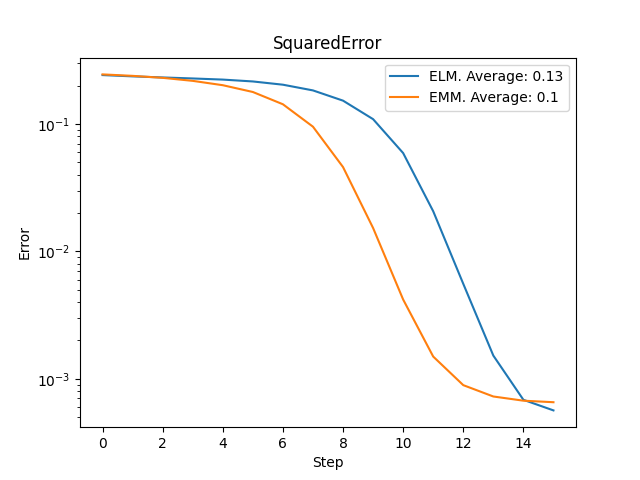 SquaredError
ELM. Average: 0.13
EMM. Average: 0.1
10⁻¹
10⁻²
10⁻³
Error
0 2 4 6 8 10 12 14
Step